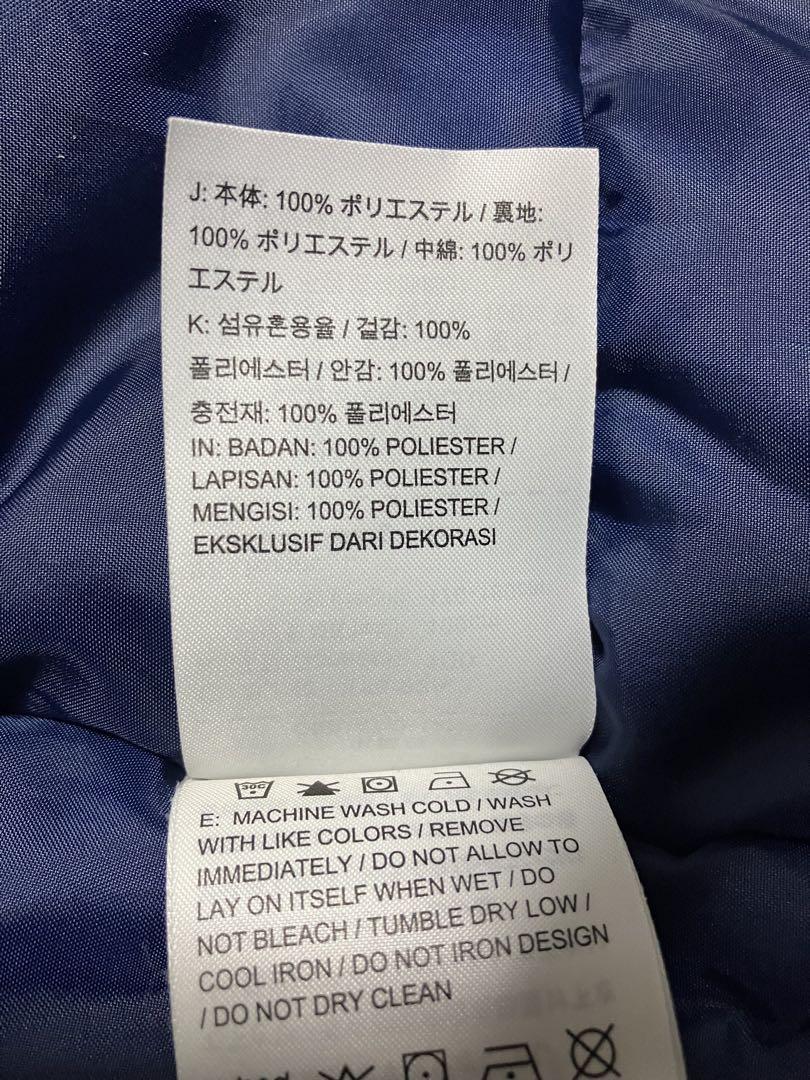 J: 本体: 100% ポリエステル / 裏地:
100% ポリエステル / 中綿: 100% ポリ
エステル
K: 섬유혼용율 / 겉감: 100%
폴리에스터 / 안감: 100% 폴리에스터 /
충전재: 100% 폴리에스터
IN: BADAN: 100% POLIESTER /
LAPISAN: 100% POLIESTER /
MENGISI: 100% POLIESTER /
EKSKLUSIF DARI DEKORASI
30C
E: MACHINE WASH COLD / WASH
WITH LIKE COLORS / REMOVE
IMMEDIATELY / DO NOT ALLOW TO
LAY ON ITSELF WHEN WET / DO
NOT BLEACH / TUMBLE DRY LOW /
COOL IRON / DO NOT IRON DESIGN
/ DO NOT DRY CLEAN